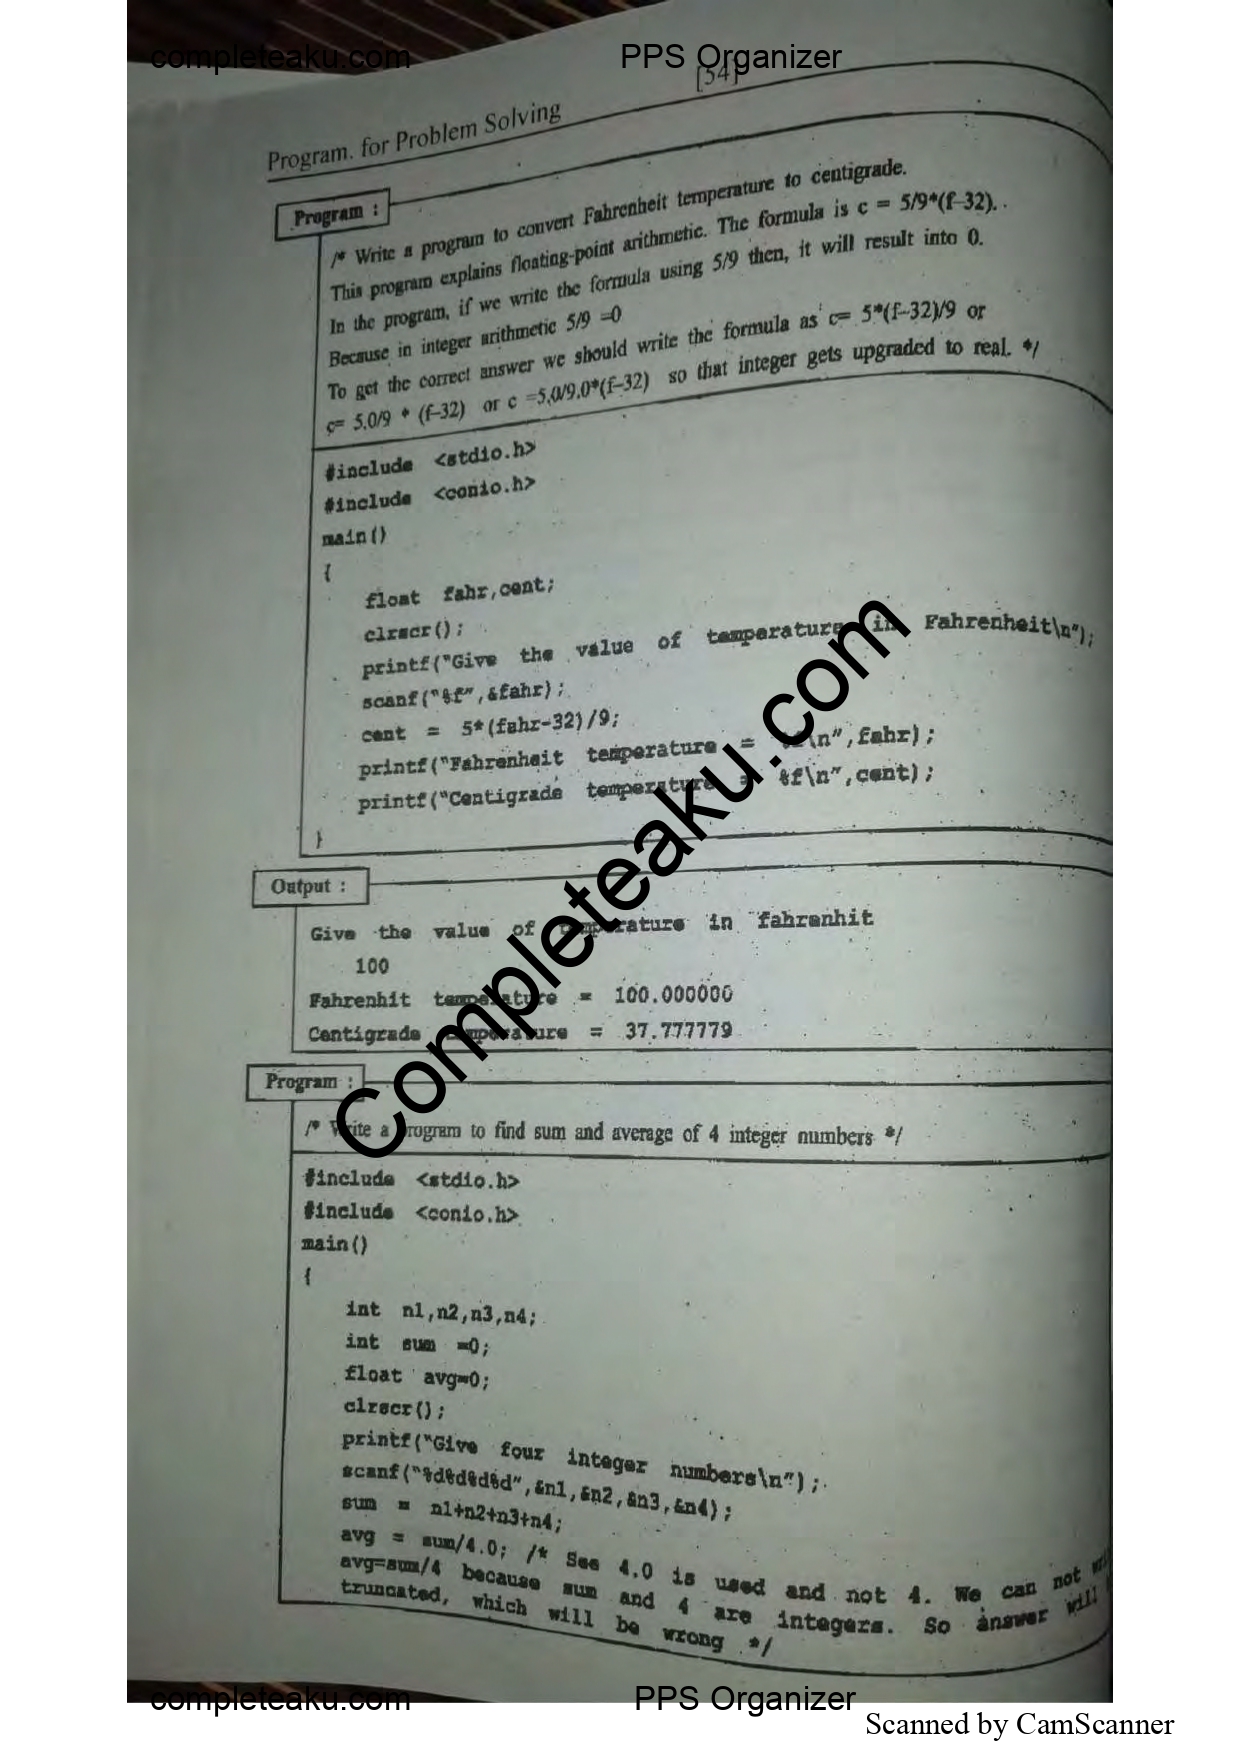 completeaku.com PPS Organizer
[54]
Program. for Problem Solving
Program :
/* Write a program to convert Fahrenheit temperature to centigrade.
This program explains floating-point arithmetic. The formula is c = 5/9*(f-32).
In the program, if we write the formula using 5/9 then, it will result into 0.
Because in integer arithmetic 5/9 =0
To get the correct answer we should write the formula as c= 5*(f-32)/9 or
c= 5.0/9 * (f-32) or c =5.0/9.0*(f-32) so that integer gets upgraded to real. */
#include <stdio.h>
#include <conio.h>
main()
{
float fahr,cent;
clrscr();
printf("Give the value of temperature in Fahrenheit\n");
scanf("%f",&fahr);
cent = 5*(fahr-32)/9;
printf("Fahrenheit temperature = %f\n",fahr);
printf("Centigrade temperature = %f\n",cent);
}
Output :
Give the value of temperature in fahrenhit
100
Fahrenhit temperature = 100.000000
Centigrade temperature = 37.777779
Program :
/* Write a program to find sum and average of 4 integer numbers */
#include <stdio.h>
#include <conio.h>
main()
{
int n1,n2,n3,n4;
int sum =0;
float avg=0;
clrscr();
printf("Give four integer numbers\n");
scanf("%d%d%d%d",&n1,&n2,&n3,&n4);
sum = n1+n2+n3+n4;
avg = sum/4.0; /* See 4.0 is used and not 4. We can not
avg=sum/4 because sum and 4 are integers. So answer will
truncated, which will be wrong */
Completeaku.com
completeaku.com PPS Organizer
Scanned by CamScanner